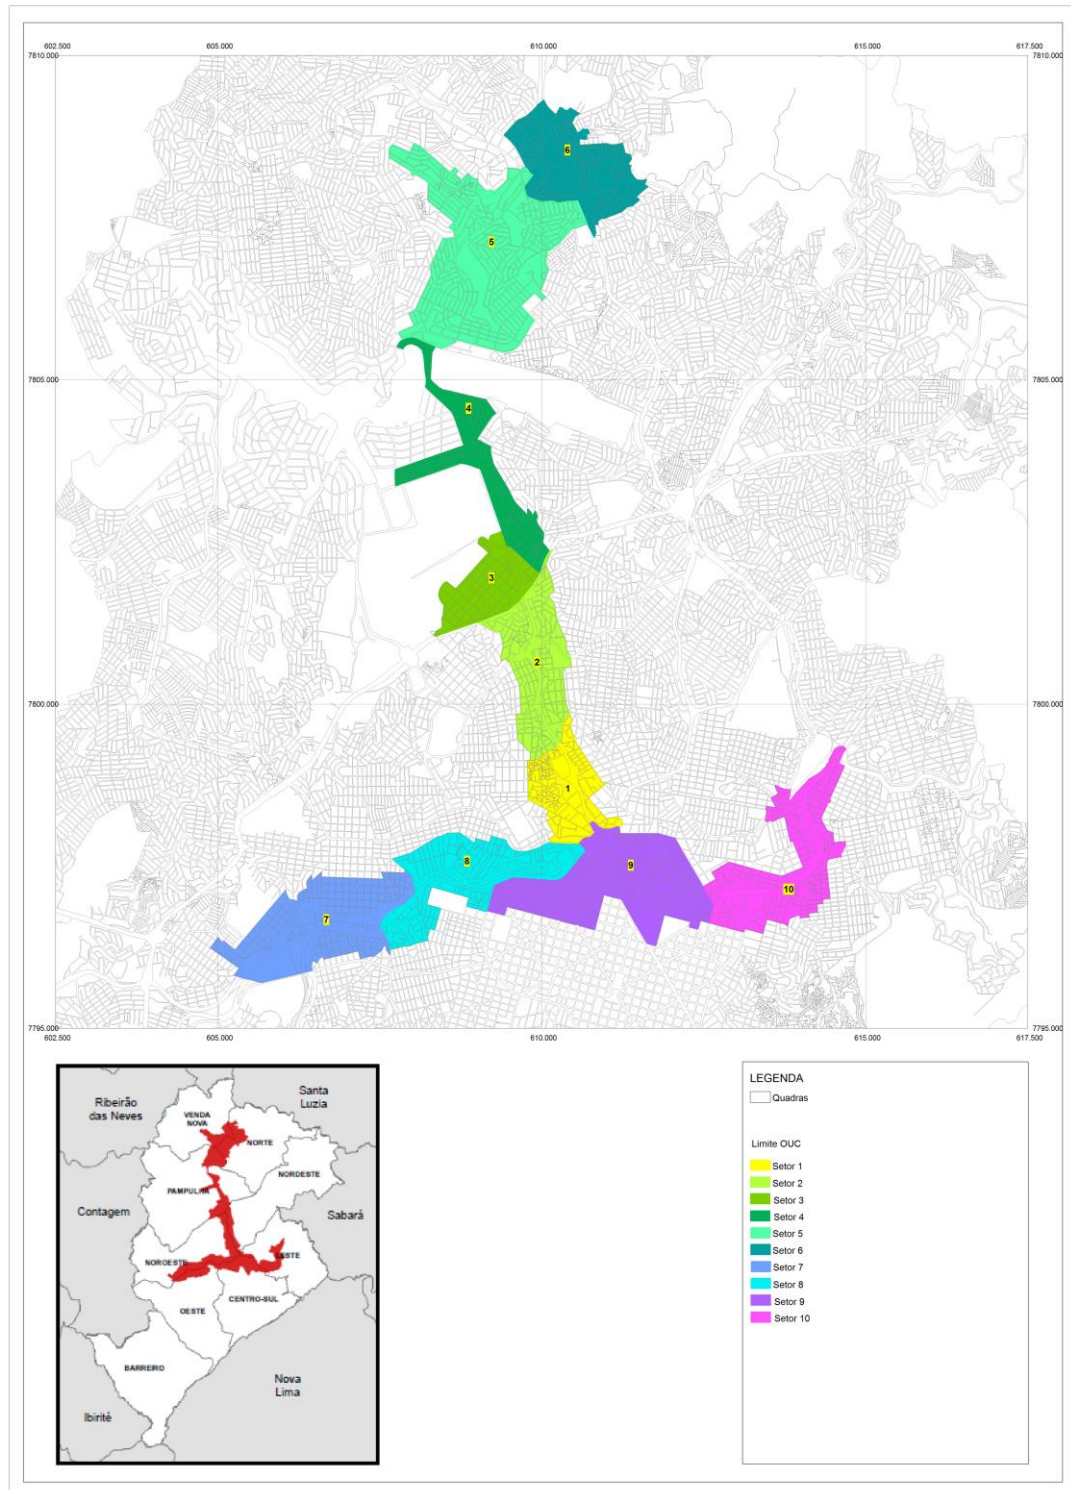 602.500 605.000 610.000 615.000 617.500
7810.000 7810.000
6
5
7805.000 7805.000
4
3
2
7800.000 7800.000
1
8
9
10
7
7795.000 7795.000
602.500 605.000 610.000 615.000 617.500
Ribeirão
das Neves
Santa
Luzia
VENDA
NOVA
NORTE
NORDESTE
PAMPULHA
Contagem
Sabará
NOROESTE
LESTE
CENTRO-SUL
OESTE
BARREIRO
Nova
Lima
Ibirité
LEGENDA
Quadras
Limite OUC
Setor 1
Setor 2
Setor 3
Setor 4
Setor 5
Setor 6
Setor 7
Setor 8
Setor 9
Setor 10